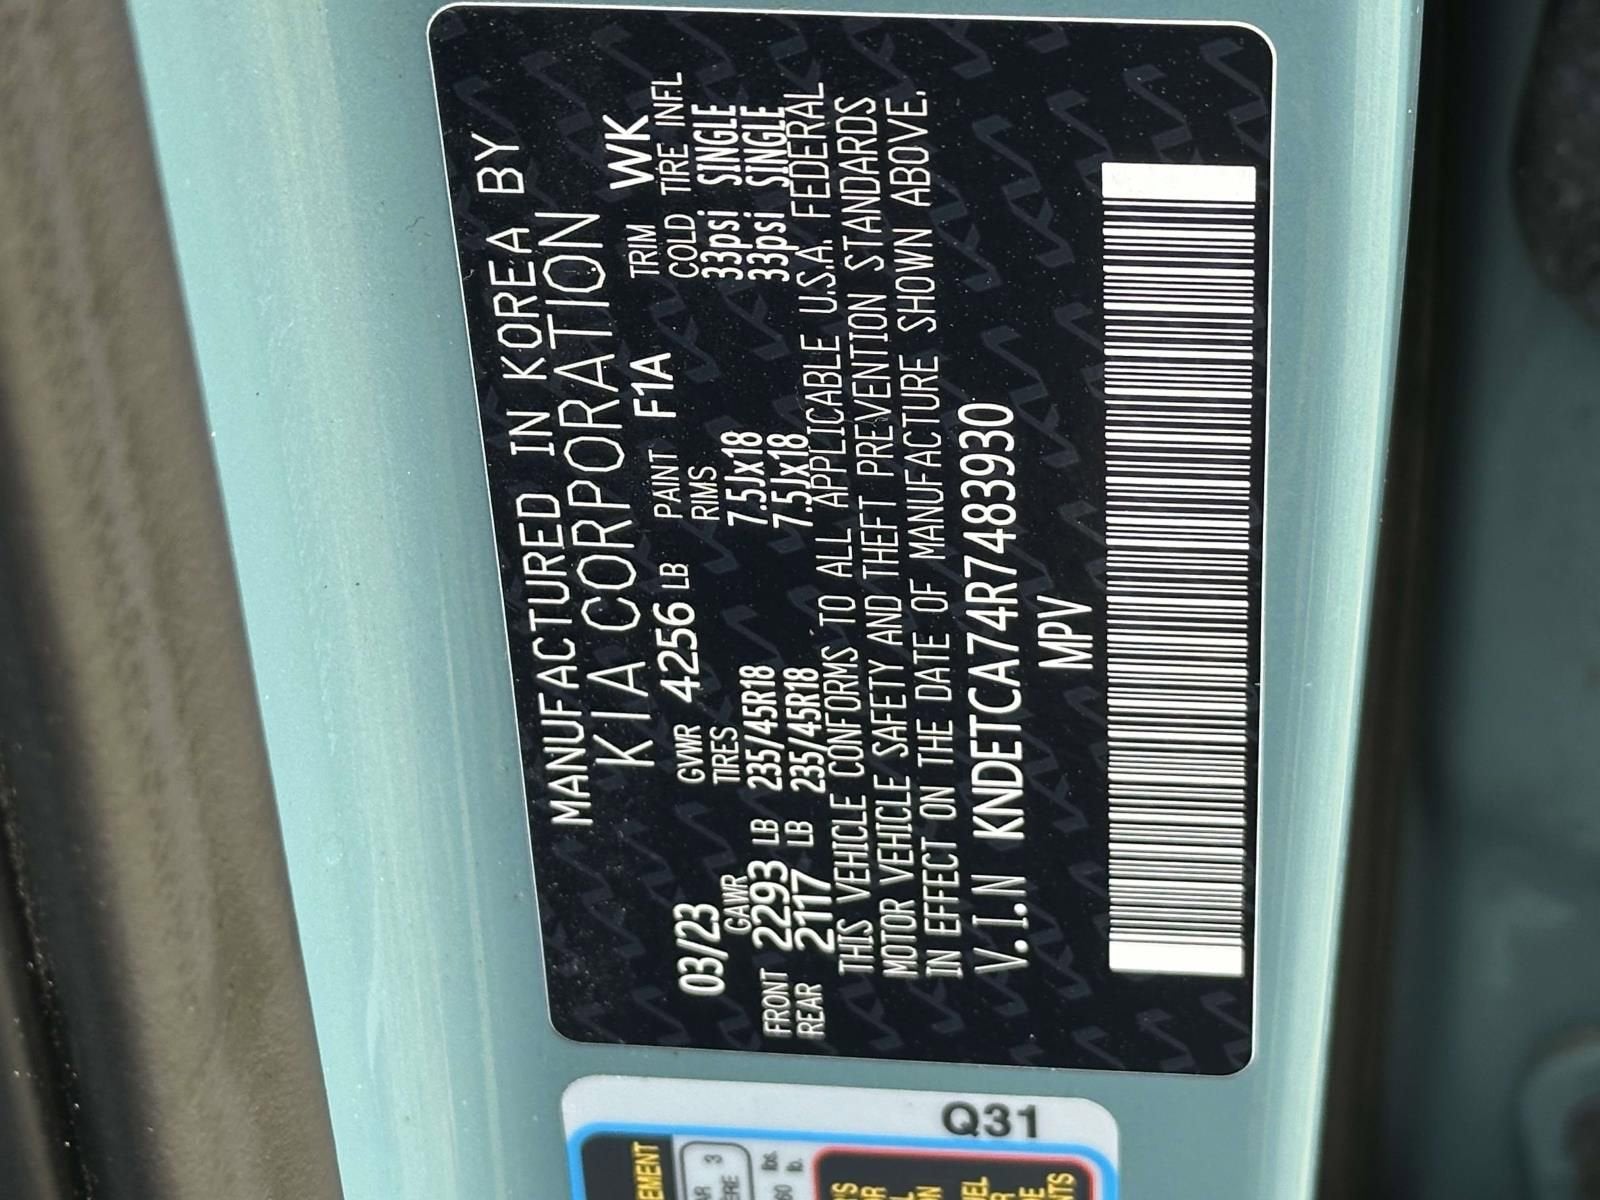 MANUFACTURED IN KOREA BY
KIA CORPORATION
03/23 GVWR 4256 LB PAINT F1A TRIM WK
GAWR TIRES RIMS COLD TIRE INFL
FRONT 2293 LB 235/45R18 7.5Jx18 33psi SINGLE
REAR 2117 LB 235/45R18 7.5Jx18 33psi SINGLE
THIS VEHICLE CONFORMS TO ALL APPLICABLE U.S.A. FEDERAL
MOTOR VEHICLE SAFETY AND THEFT PREVENTION STANDARDS
IN EFFECT ON THE DATE OF MANUFACTURE SHOWN ABOVE.
V.I.N KNDETCA74R7483930
MPV
Q31
EMENT
3